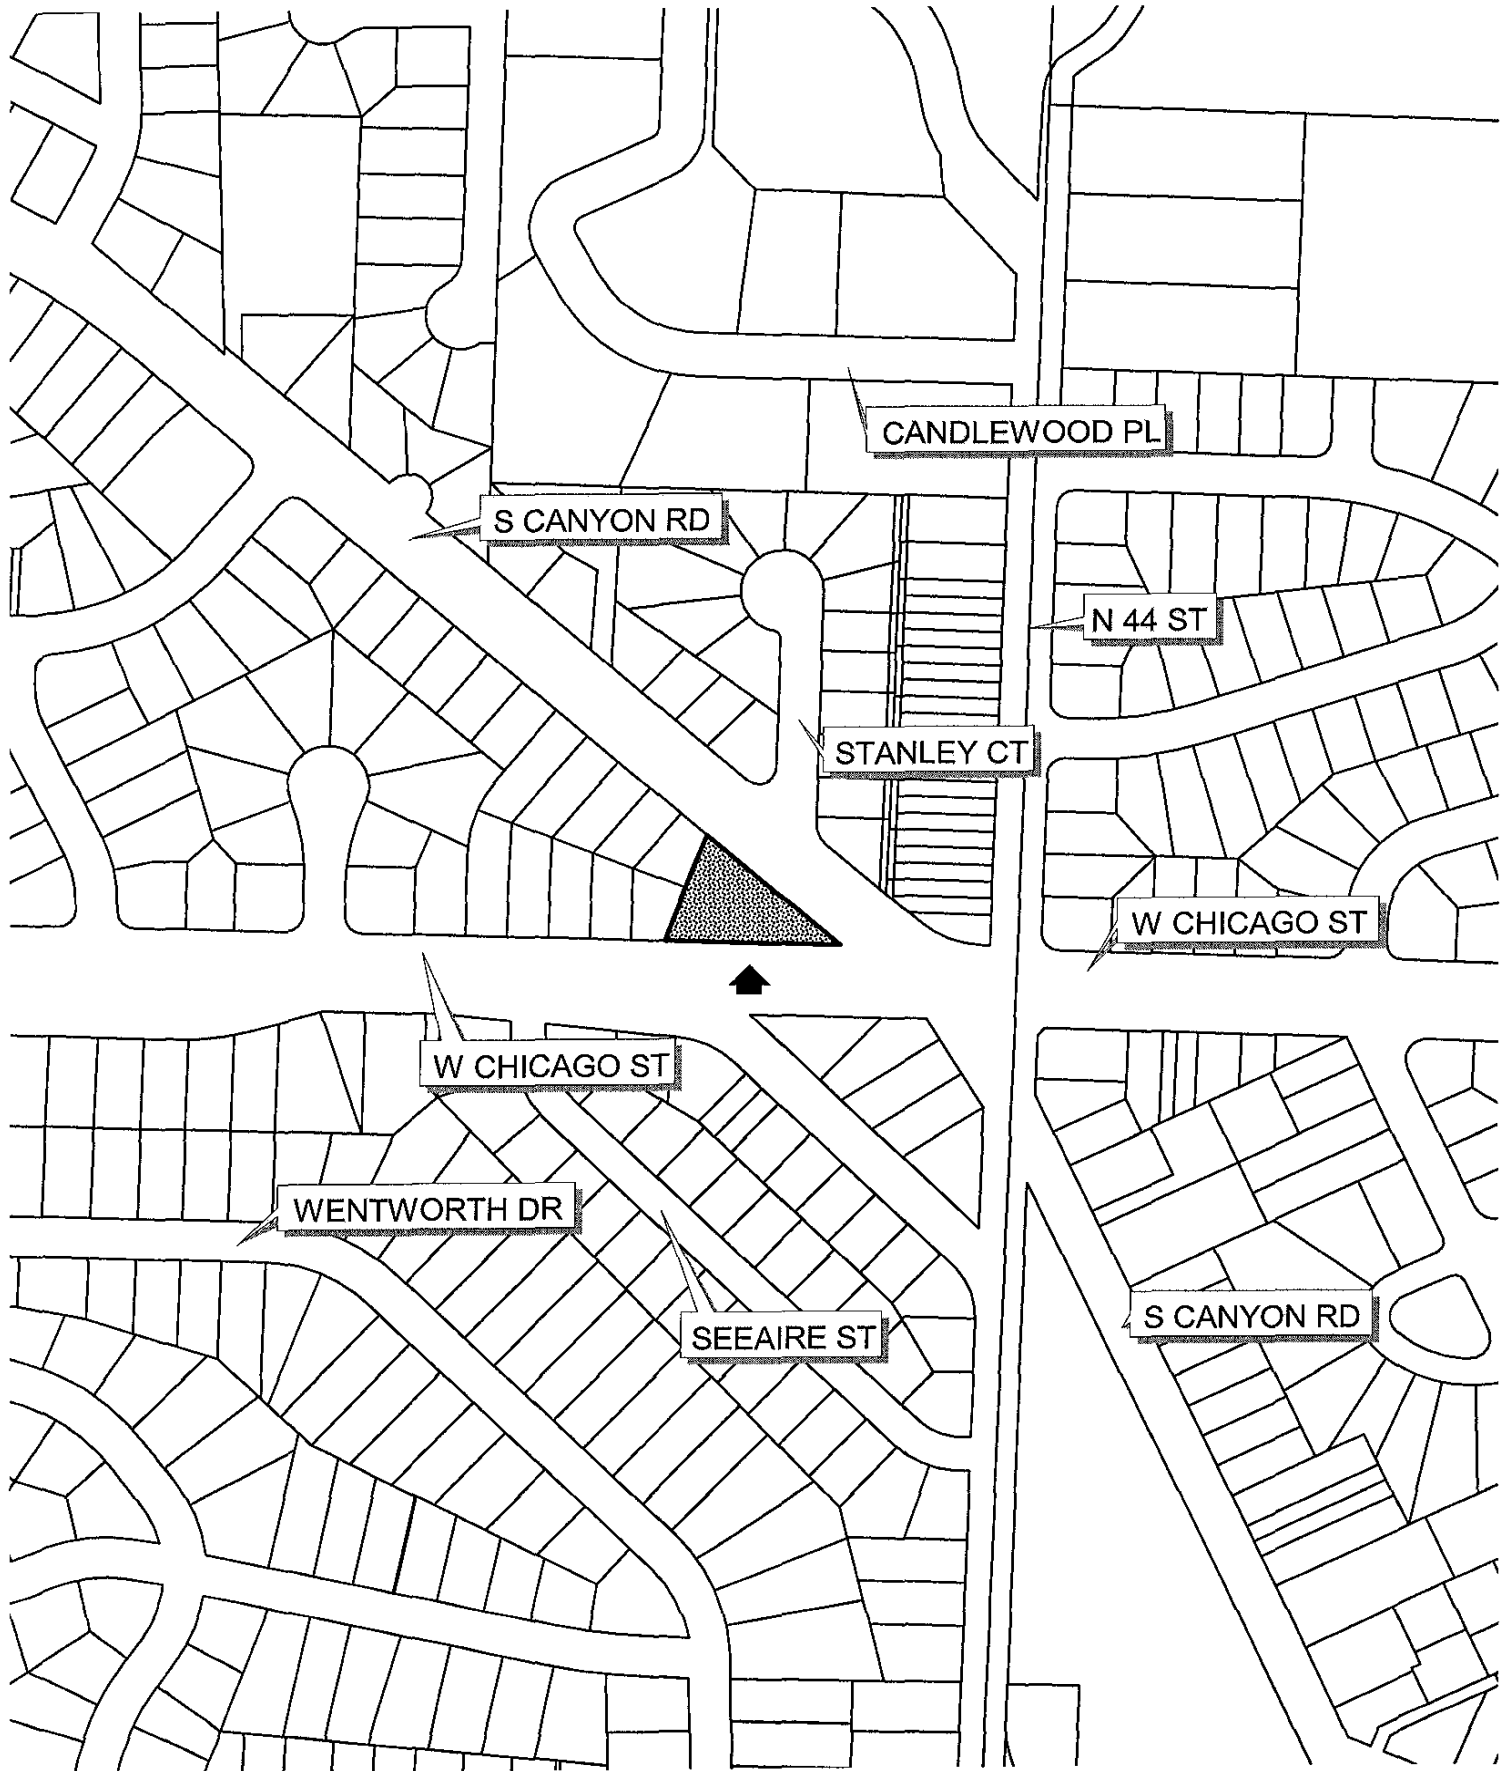 CANDLEWOOD PL
S CANYON RD
N 44 ST
STANLEY CT
W CHICAGO ST
W CHICAGO ST
WENTWORTH DR
S CANYON RD
SEEAIRE ST